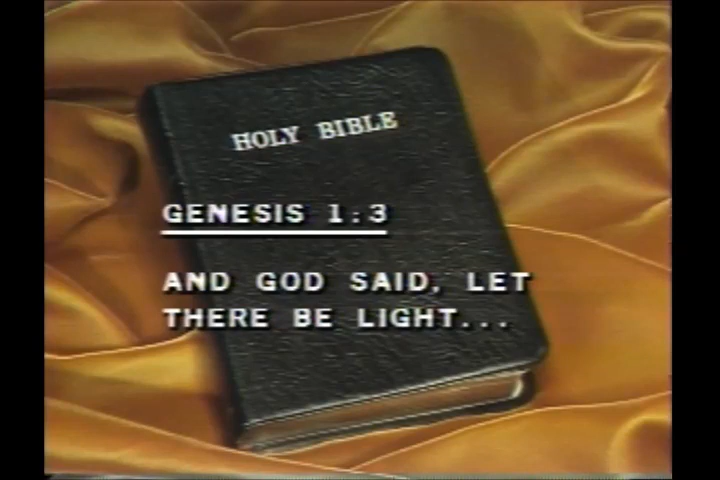 HOLY BIBLE
GENESIS 1:3
AND GOD SAID, LET
THERE BE LIGHT...